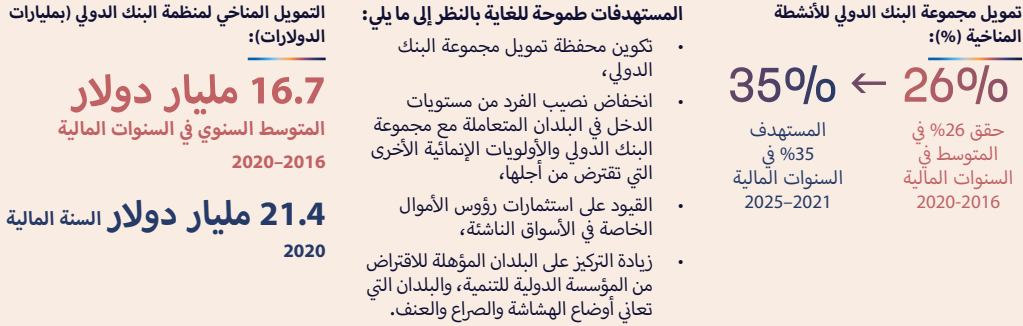 تمويل مجموعة البنك الدولي للأنشطة
المناخية (%):
26% ← 35%
حقق 26% في
المتوسط في
السنوات المالية
2020-2016
المستهدف
35% في
السنوات المالية
2025–2021
المستهدفات طموحة للغاية بالنظر إلى ما يلي:
• تكوين محفظة تمويل مجموعة البنك
الدولي،
• انخفاض نصيب الفرد من مستويات
الدخل في البلدان المتعاملة مع مجموعة
البنك الدولي والأولويات الإنمائية الأخرى
التي تقترض من أجلها،
• القيود على استثمارات رؤوس الأموال
الخاصة في الأسواق الناشئة،
• زيادة التركيز على البلدان المؤهلة للاقتراض
من المؤسسة الدولية للتنمية، والبلدان التي
تعاني أوضاع الهشاشة والصراع والعنف.
التمويل المناخي لمنظمة البنك الدولي (بمليارات
الدولارات):
16.7 مليار دولار
المتوسط السنوي في السنوات المالية
2020–2016
21.4 مليار دولار السنة المالية
2020